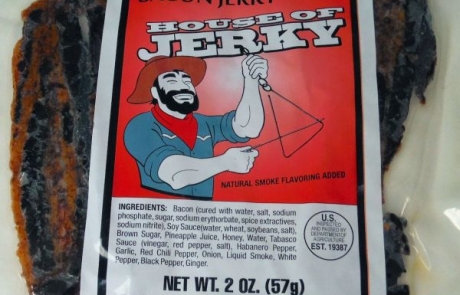 BACON JERKY
HOUSE OF
JERKY
NATURAL SMOKE FLAVORING ADDED
INGREDIENTS: Bacon (cured with water, salt, sodium
phosphate, sugar, sodium erythorbate, spice extractives,
sodium nitrite), Soy Sauce(water, wheat, soybeans, salt),
Brown Sugar, Pineapple Juice, Honey, Water, Tabasco
Sauce (vinegar, red pepper, salt), Habanero Pepper,
Garlic, Red Chili Pepper, Onion, Liquid Smoke, White
Pepper, Black Pepper, Ginger.
U.S.
INSPECTED
AND PASSED BY
DEPARTMENT OF
AGRICULTURE
EST. 19387
NET WT. 2 OZ. (57g)